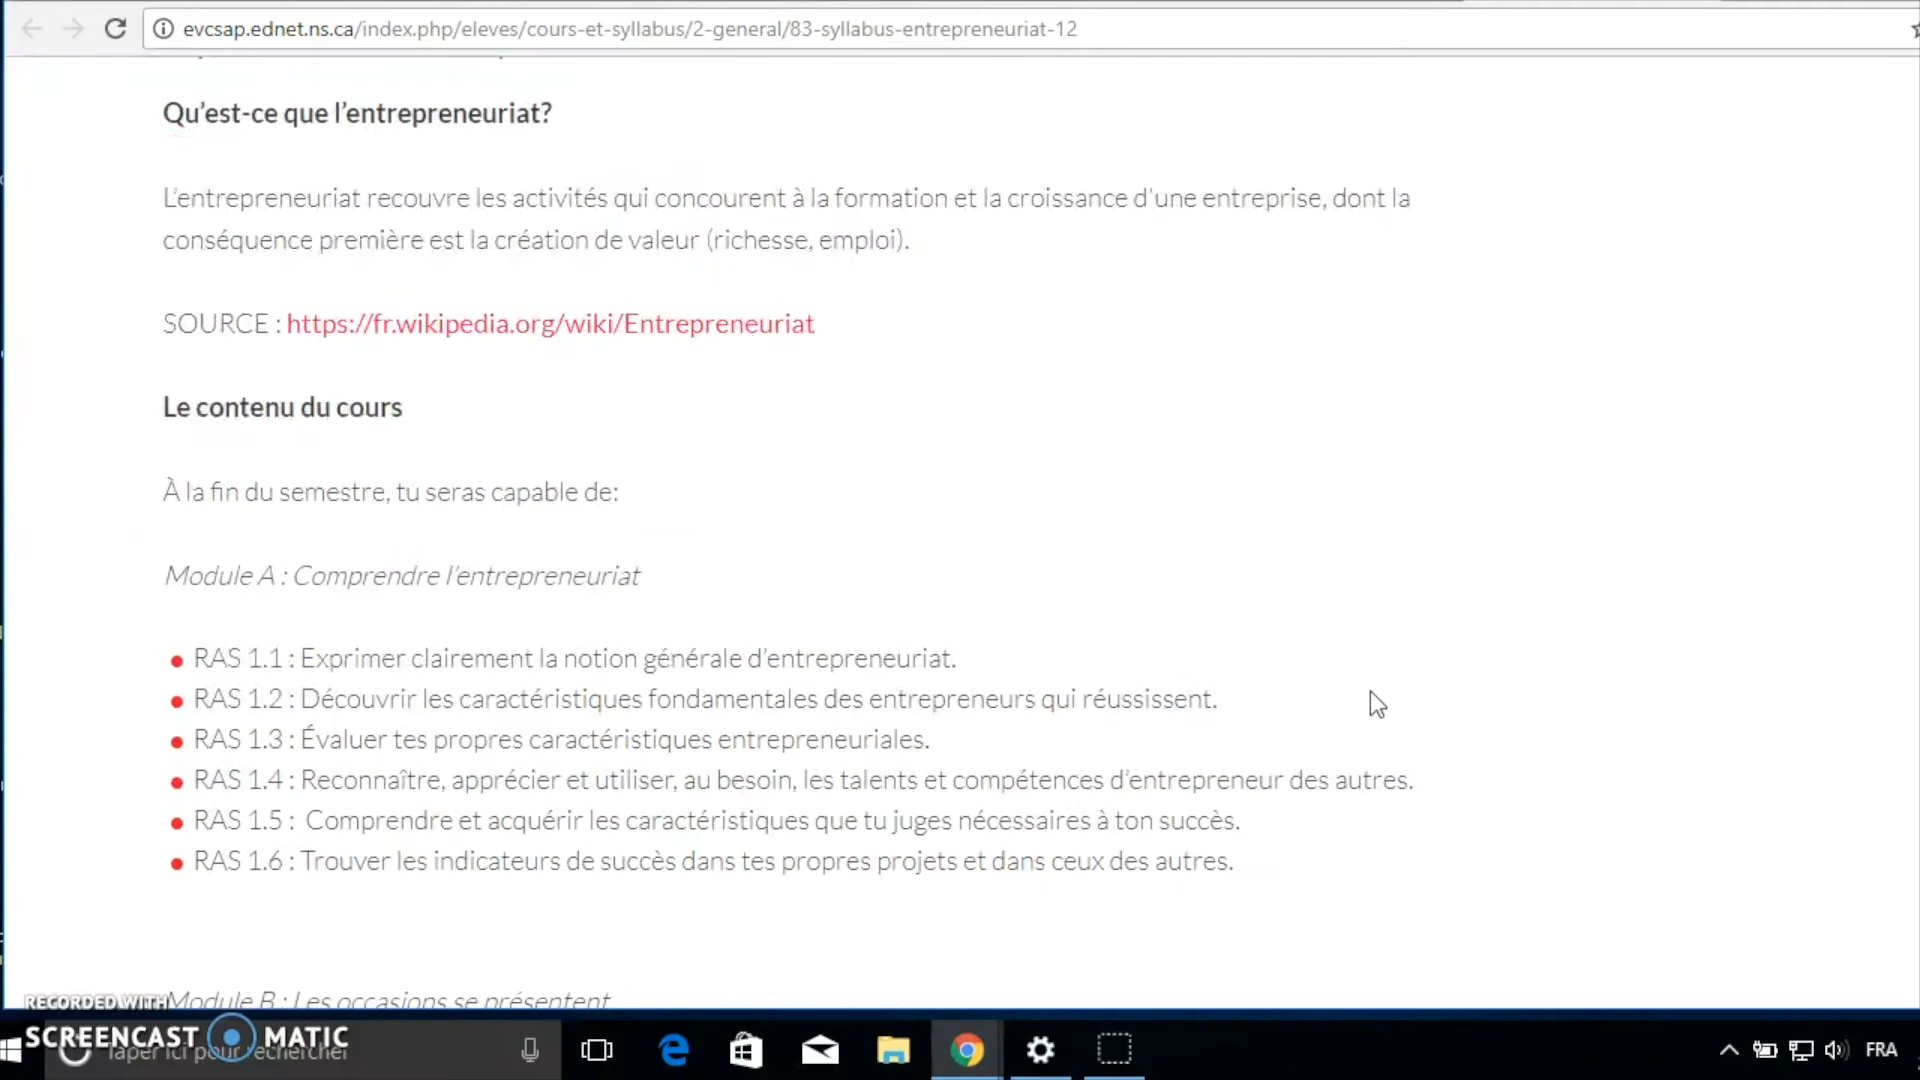 evcsap.ednet.ns.ca/index.php/eleves/cours-et-syllabus/2-general/83-syllabus-entrepreneuriat-12
Qu’est-ce que l’entrepreneuriat?
L’entrepreneuriat recouvre les activités qui concourent à la formation et la croissance d'une entreprise, dont la
conséquence première est la création de valeur (richesse, emploi).
SOURCE : https://fr.wikipedia.org/wiki/Entrepreneuriat
Le contenu du cours
À la fin du semestre, tu seras capable de:
Module A : Comprendre l’entrepreneuriat
RAS 1.1 : Exprimer clairement la notion générale d’entrepreneuriat.
RAS 1.2 : Découvrir les caractéristiques fondamentales des entrepreneurs qui réussissent.
RAS 1.3 : Évaluer tes propres caractéristiques entrepreneuriales.
RAS 1.4 : Reconnaître, apprécier et utiliser, au besoin, les talents et compétences d’entrepreneur des autres.
RAS 1.5 :  Comprendre et acquérir les caractéristiques que tu juges nécessaires à ton succès.
RAS 1.6 : Trouver les indicateurs de succès dans tes propres projets et dans ceux des autres.
Module B : Les occasions se présentent
RECORDED WITH
SCREENCAST MATIC
Taper ici pour rechercher
FRA